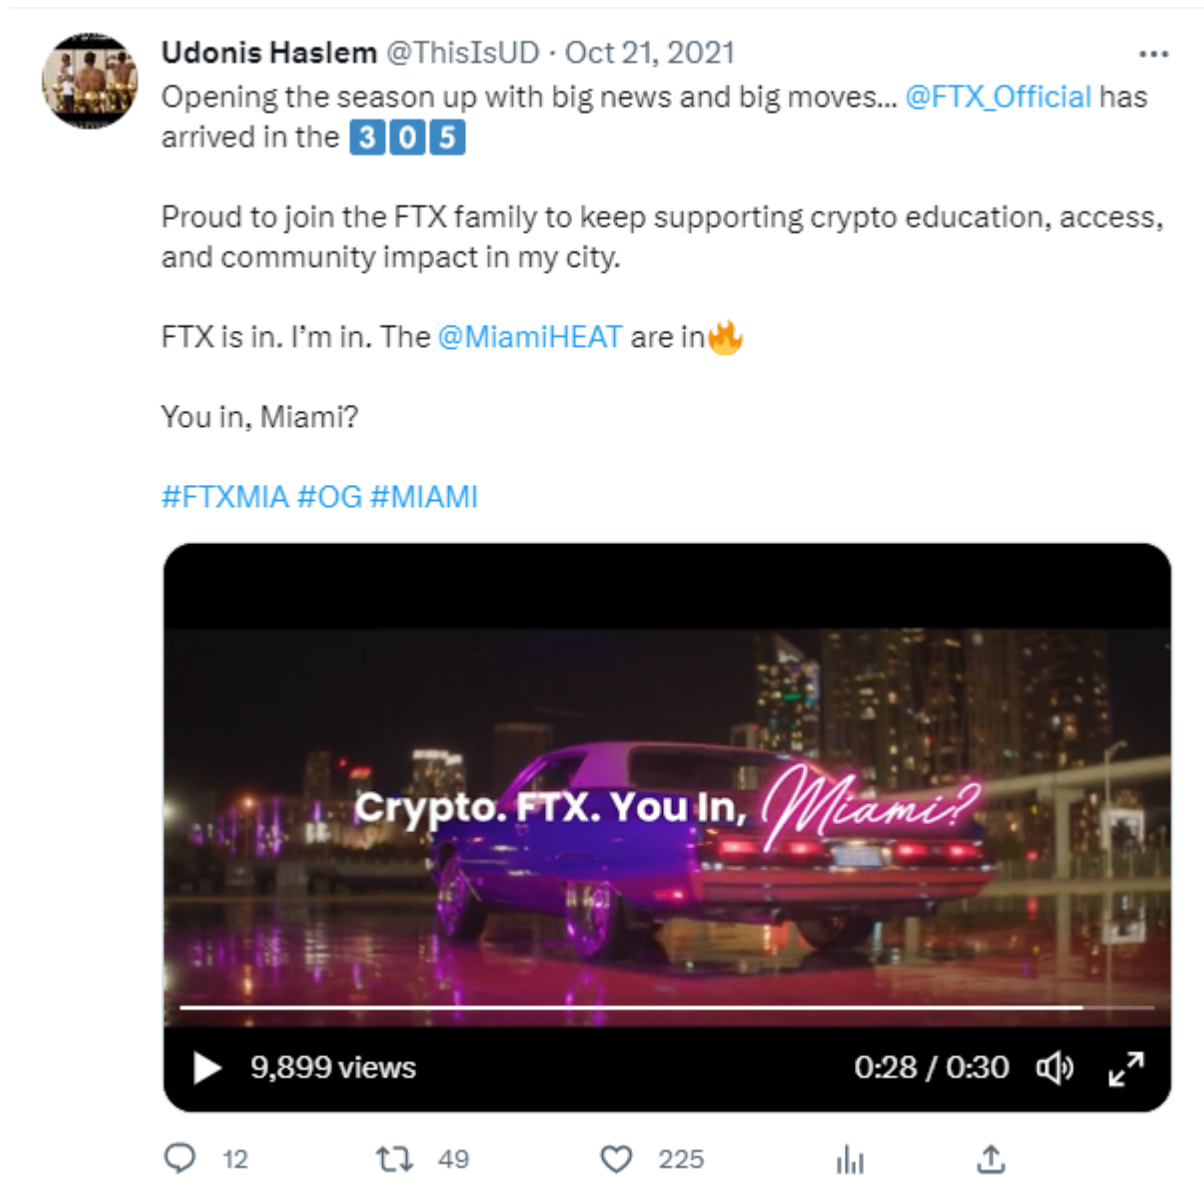 Udonis Haslem @ThisIsUD · Oct 21, 2021
Opening the season up with big news and big moves... @FTX_Official has
arrived in the 3️⃣0️⃣5️⃣
Proud to join the FTX family to keep supporting crypto education, access,
and community impact in my city.
FTX is in. I'm in. The @MiamiHEAT are in🔥
You in, Miami?
#FTXMIA #OG #MIAMI
Crypto. FTX. You In, Miami?
9,899 views
0:28 / 0:30
12
49
225